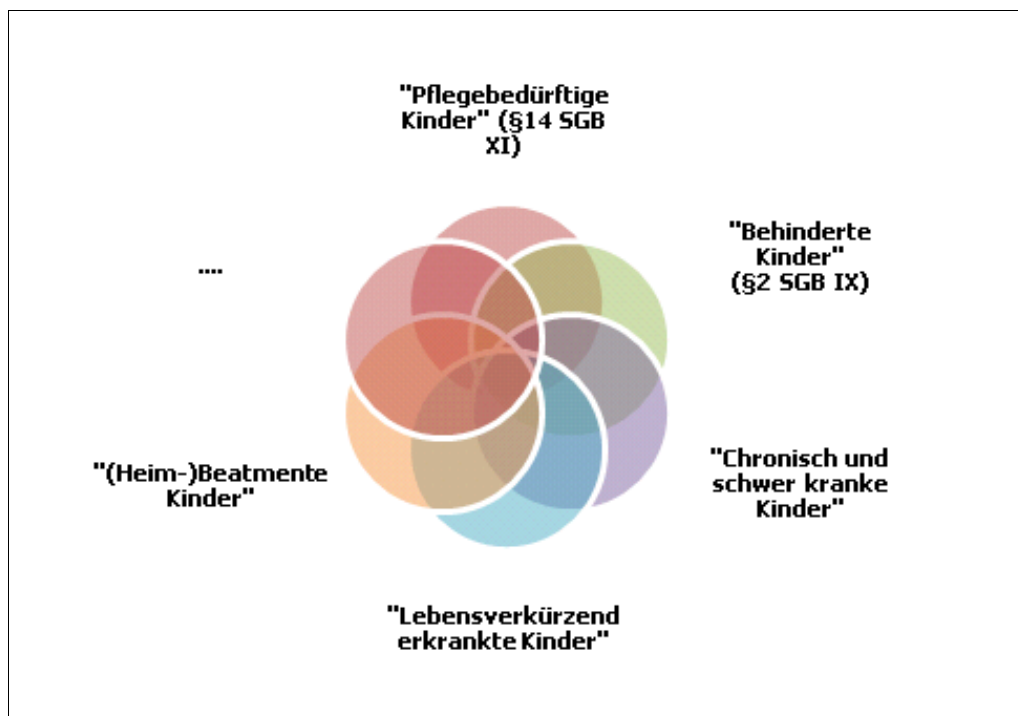 "Pflegebedürftige
Kinder" (§14 SGB
XI)
"Behinderte
Kinder"
(§2 SGB IX)
....
"(Heim-)Beatmente
Kinder"
"Chronisch und
schwer kranke
Kinder"
"Lebensverkürzend
erkrankte Kinder"